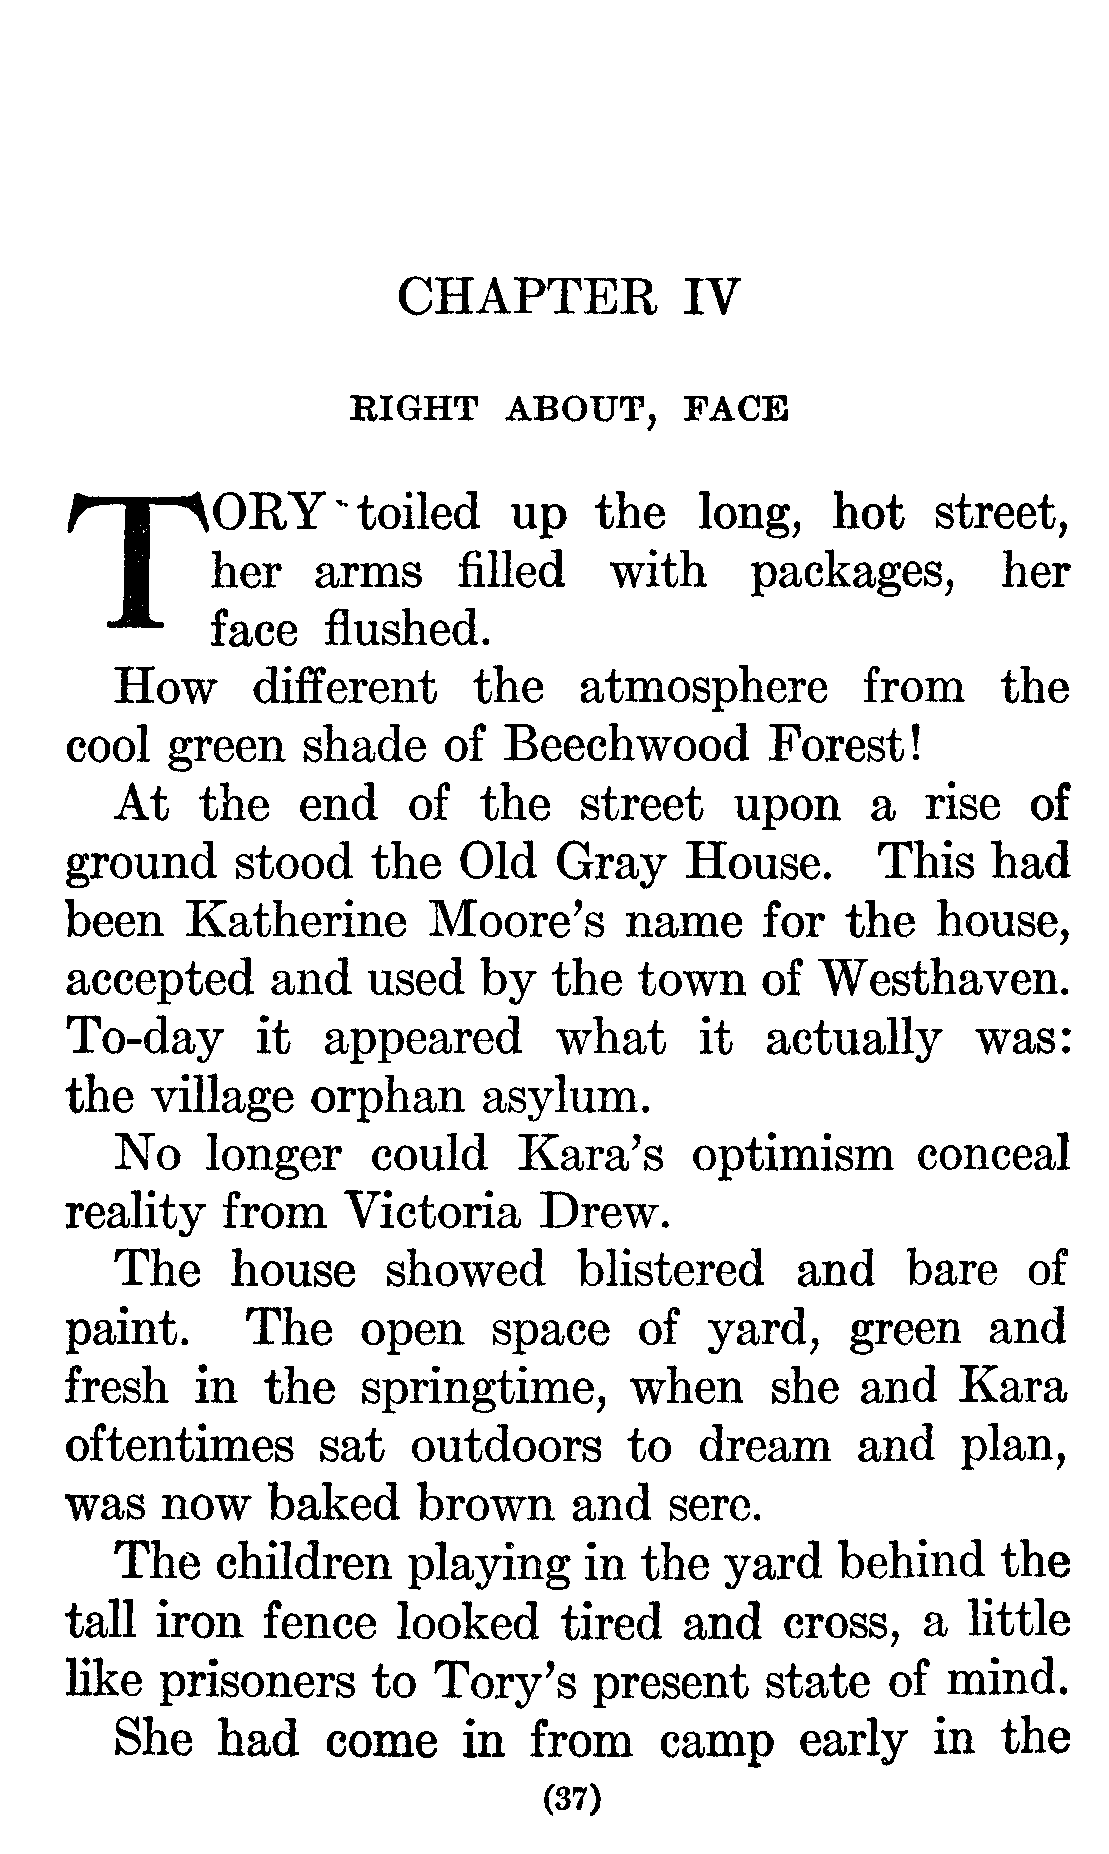 CHAPTER IV
RIGHT ABOUT, FACE
TORY toiled up the long, hot street,
her arms filled with packages, her
face flushed.
How different the atmosphere from the
cool green shade of Beechwood Forest!
At the end of the street upon a rise of
ground stood the Old Gray House. This had
been Katherine Moore's name for the house,
accepted and used by the town of Westhaven.
To-day it appeared what it actually was:
the village orphan asylum.
No longer could Kara's optimism conceal
reality from Victoria Drew.
The house showed blistered and bare of
paint. The open space of yard, green and
fresh in the springtime, when she and Kara
oftentimes sat outdoors to dream and plan,
was now baked brown and sere.
The children playing in the yard behind the
tall iron fence looked tired and cross, a little
like prisoners to Tory's present state of mind.
She had come in from camp early in the
(37)